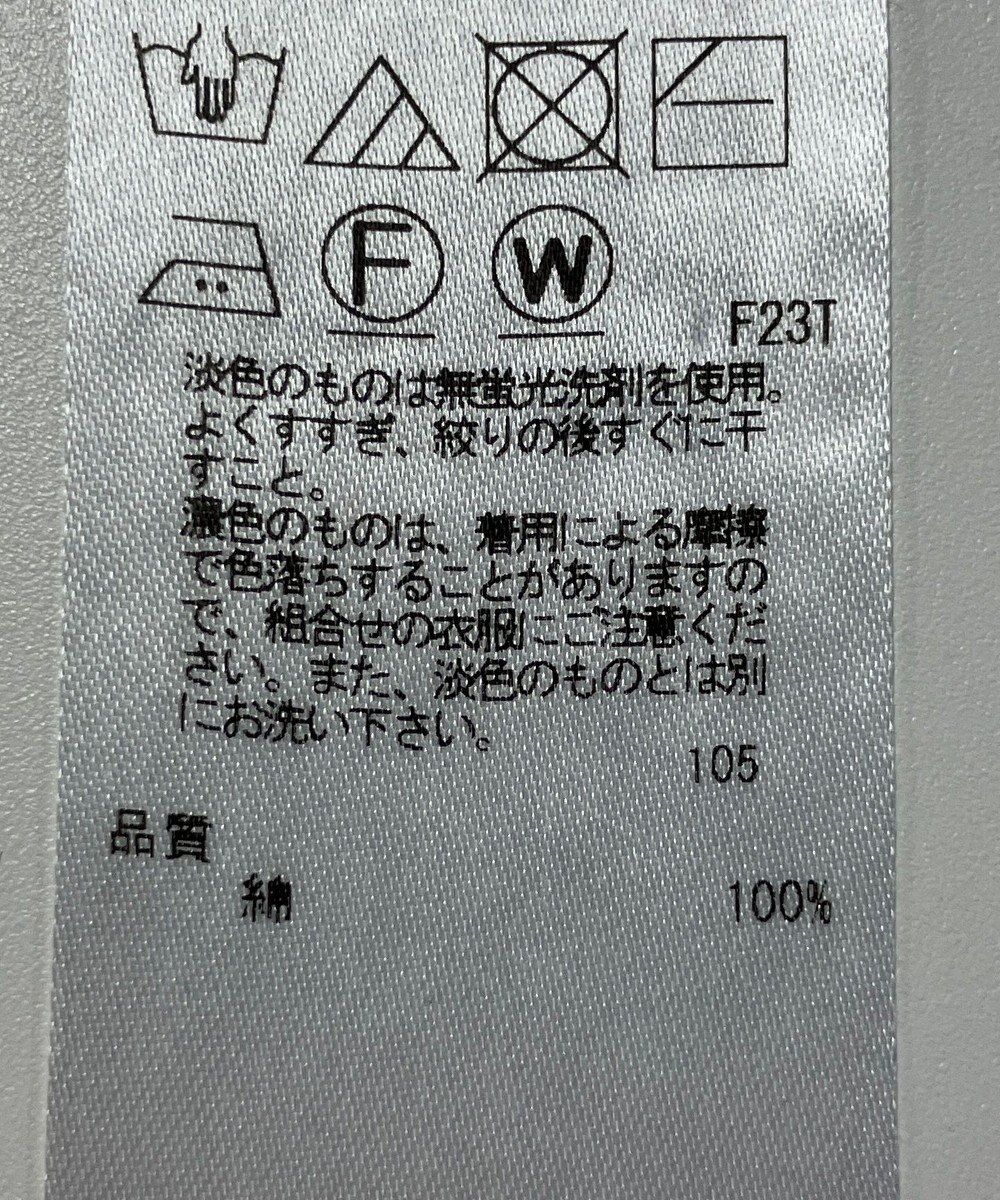 F W
F23T
淡色のものは無蛍光洗剤を使用。
よくすすぎ、絞りの後すぐに干
すこと。
濃色のものは、着用による摩擦
で色落ちすることがありますの
で、組合せの衣服にご注意くだ
さい。また、淡色のものとは別
にお洗い下さい。
105
品質
綿 100%